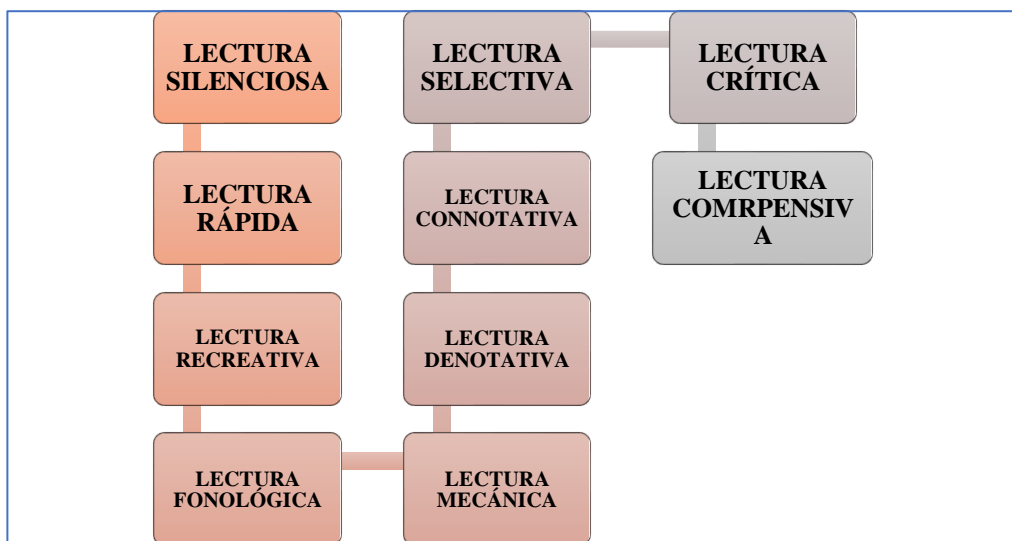 LECTURA
SILENCIOSA
LECTURA
RÁPIDA
LECTURA
RECREATIVA
LECTURA
FONOLÓGICA
LECTURA
MECÁNICA
LECTURA
DENOTATIVA
LECTURA
CONNOTATIVA
LECTURA
SELECTIVA
LECTURA
CRÍTICA
LECTURA
COMRPENSIV
A